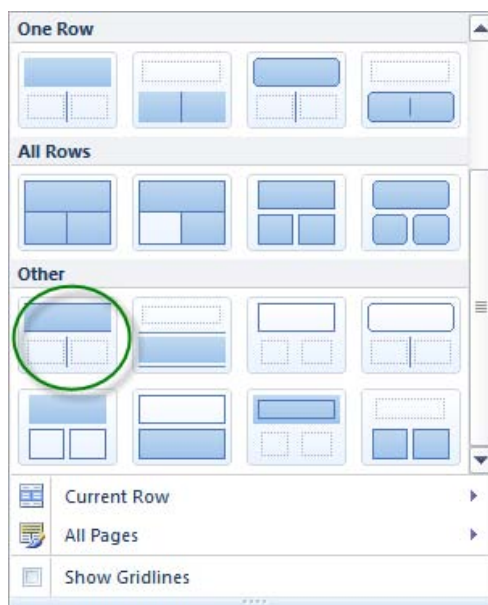 One Row
All Rows
Other
Current Row
All Pages
Show Gridlines